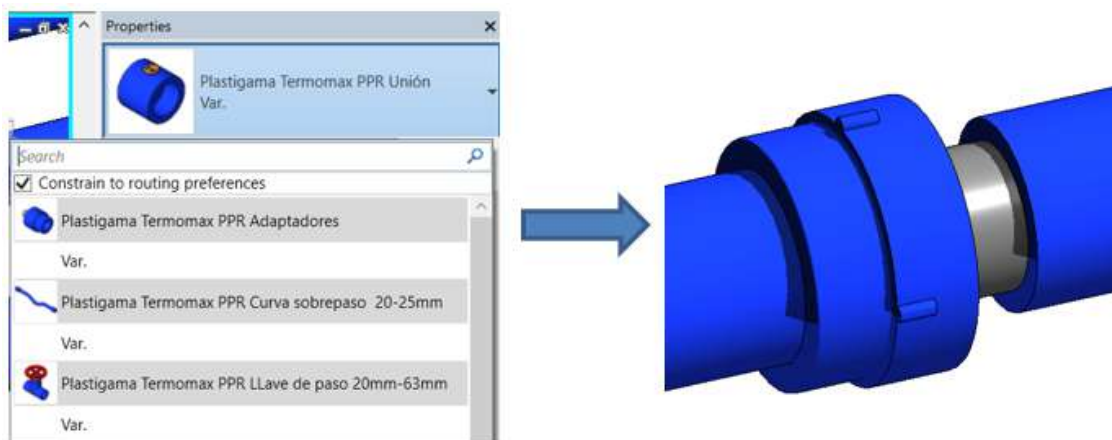 Properties
Plastigama Termomax PPR Unión
Var.
Search
Constrain to routing preferences
Plastigama Termomax PPR Adaptadores
Var.
Plastigama Termomax PPR Curva sobrepaso 20-25mm
Var.
Plastigama Termomax PPR LLave de paso 20mm-63mm
Var.